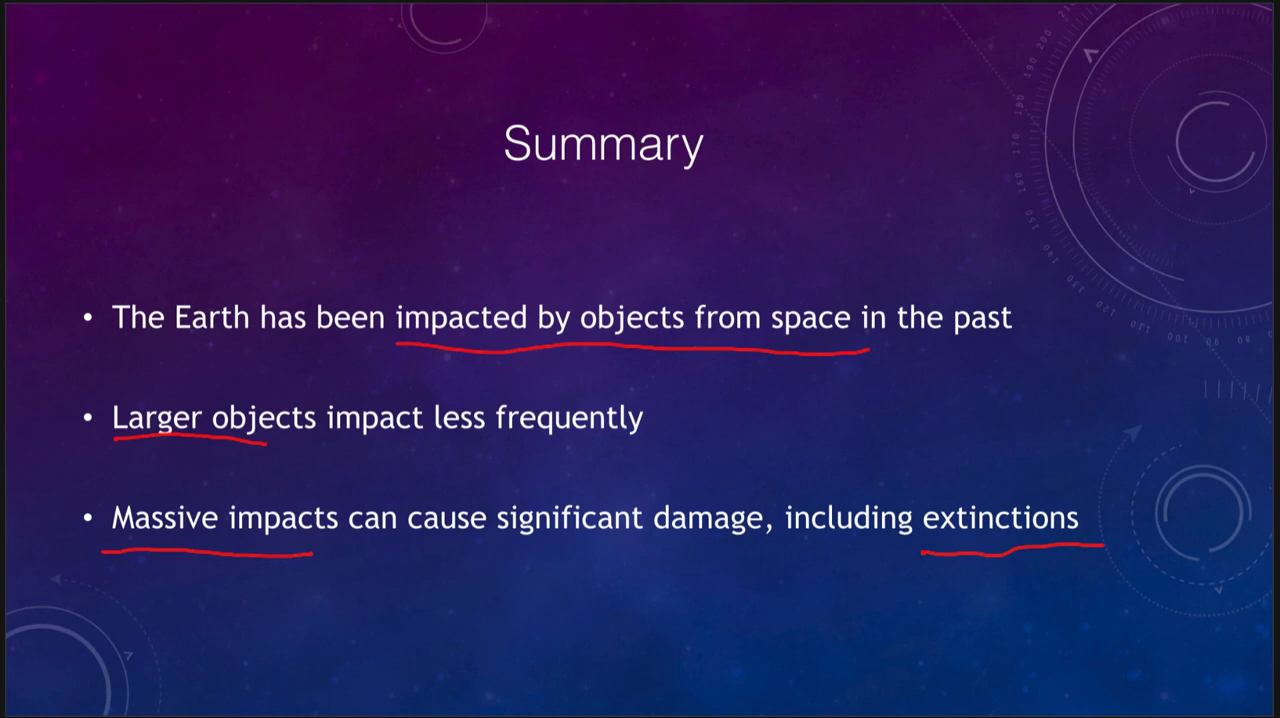 Summary
• The Earth has been impacted by objects from space in the past
• Larger objects impact less frequently
• Massive impacts can cause significant damage, including extinctions